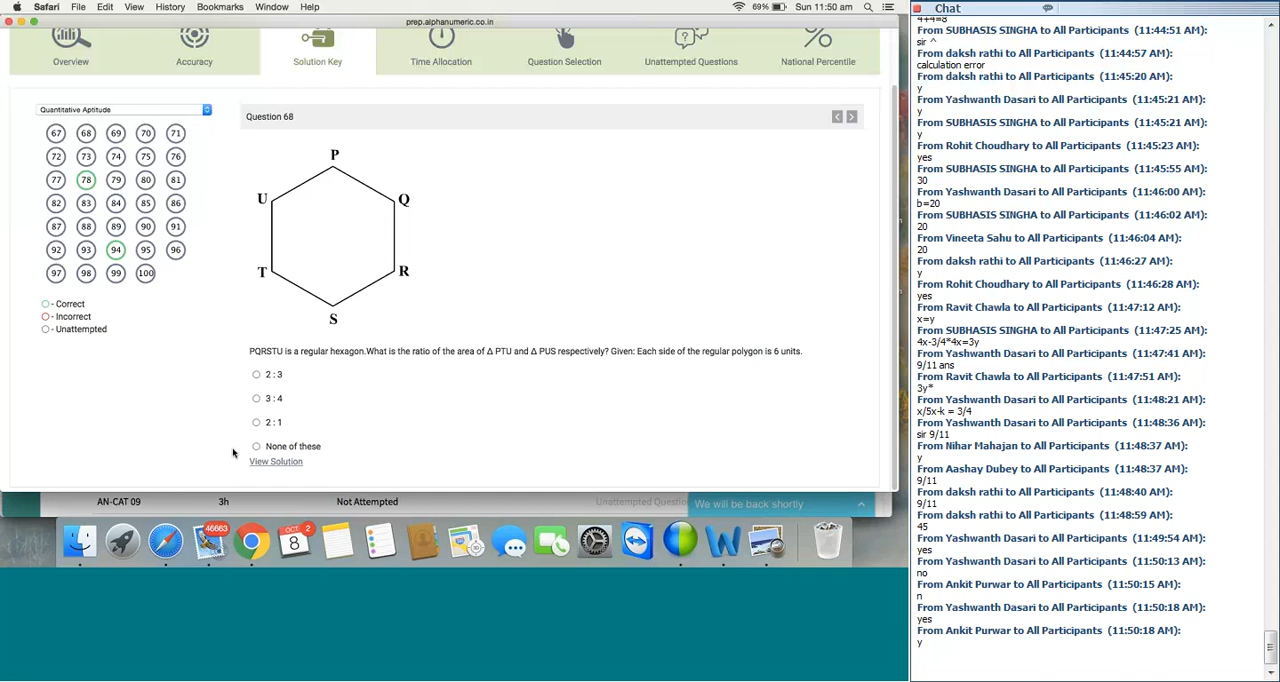 Safari File Edit View History Bookmarks Window Help
69% Sun 11:50 am
prep.alphanumeric.co.in
Overview Accuracy Solution Key Time Allocation Question Selection Unattempted Questions National Percentile
Quantitative Aptitude
67 68 69 70 71
72 73 74 75 76
77 78 79 80 81
82 83 84 85 86
87 88 89 90 91
92 93 94 95 96
97 98 99 100
- Correct
- Incorrect
- Unattempted
Question 68
P
U Q
T R
S
PQRSTU is a regular hexagon.What is the ratio of the area of Δ PTU and Δ PUS respectively? Given: Each side of the regular polygon is 6 units.
2 : 3
3 : 4
2 : 1
None of these
View Solution
AN-CAT 09 3h Not Attempted Unattempted Questio
We will be back shortly
46663
OCT 2
8
Chat
4+4=8
From SUBHASIS SINGHA to All Participants (11:44:51 AM):
sir ^
From daksh rathi to All Participants (11:44:57 AM):
calculation error
From daksh rathi to All Participants (11:45:20 AM):
y
From Yashwanth Dasari to All Participants (11:45:21 AM):
y
From SUBHASIS SINGHA to All Participants (11:45:21 AM):
y
From Rohit Choudhary to All Participants (11:45:23 AM):
yes
From SUBHASIS SINGHA to All Participants (11:45:55 AM):
30
From Yashwanth Dasari to All Participants (11:46:00 AM):
b=20
From SUBHASIS SINGHA to All Participants (11:46:02 AM):
20
From Vineeta Sahu to All Participants (11:46:04 AM):
20
From daksh rathi to All Participants (11:46:27 AM):
y
From Rohit Choudhary to All Participants (11:46:28 AM):
yes
From Ravit Chawla to All Participants (11:47:12 AM):
x=y
From SUBHASIS SINGHA to All Participants (11:47:25 AM):
4x-3/4*4x=3y
From Yashwanth Dasari to All Participants (11:47:41 AM):
9/11 ans
From Ravit Chawla to All Participants (11:47:51 AM):
3y*
From Yashwanth Dasari to All Participants (11:48:21 AM):
x/5x-k = 3/4
From Yashwanth Dasari to All Participants (11:48:36 AM):
sir 9/11
From Nihar Mahajan to All Participants (11:48:37 AM):
y
From Aashay Dubey to All Participants (11:48:37 AM):
9/11
From daksh rathi to All Participants (11:48:40 AM):
9/11
From daksh rathi to All Participants (11:48:59 AM):
45
From Yashwanth Dasari to All Participants (11:49:54 AM):
yes
From Yashwanth Dasari to All Participants (11:50:13 AM):
no
From Ankit Purwar to All Participants (11:50:15 AM):
n
From Yashwanth Dasari to All Participants (11:50:18 AM):
yes
From Ankit Purwar to All Participants (11:50:18 AM):
y